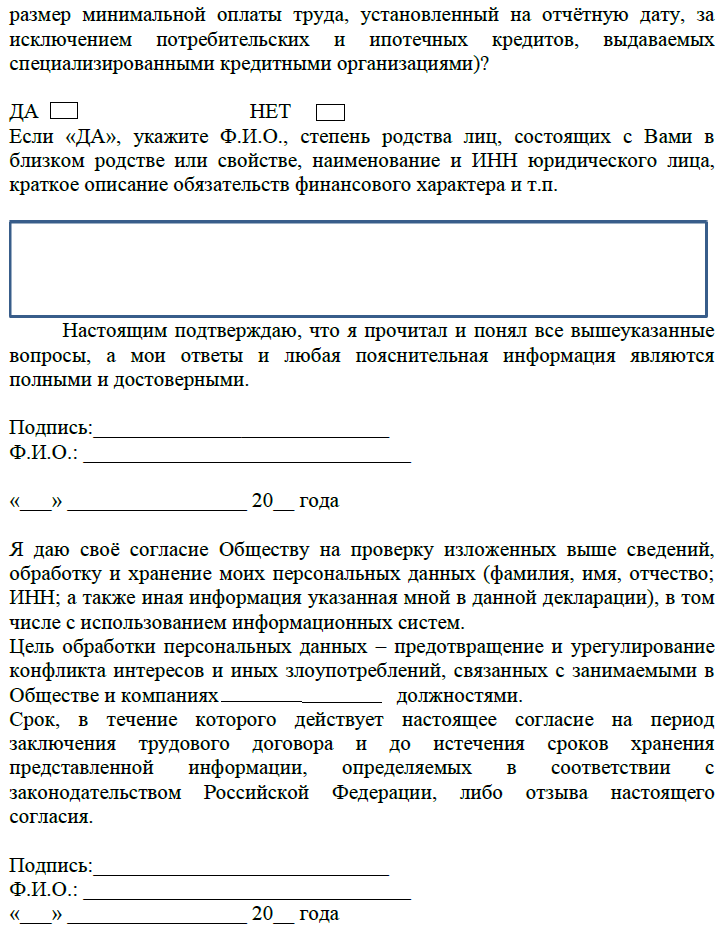 размер минимальной оплаты труда, установленный на отчётную дату, за
исключением потребительских и ипотечных кредитов, выдаваемых
специализированными кредитными организациями)?
ДА НЕТ
Если «ДА», укажите Ф.И.О., степень родства лиц, состоящих с Вами в
близком родстве или свойстве, наименование и ИНН юридического лица,
краткое описание обязательств финансового характера и т.п.
Настоящим подтверждаю, что я прочитал и понял все вышеуказанные
вопросы, а мои ответы и любая пояснительная информация являются
полными и достоверными.
Подпись:____________________________
Ф.И.О.: _______________________________
«___» _________________ 20__ года
Я даю своё согласие Обществу на проверку изложенных выше сведений,
обработку и хранение моих персональных данных (фамилия, имя, отчество;
ИНН; а также иная информация указанная мной в данной декларации), в том
числе с использованием информационных систем.
Цель обработки персональных данных – предотвращение и урегулирование
конфликта интересов и иных злоупотреблений, связанных с занимаемыми в
Обществе и компаниях_______________ должностями.
Срок, в течение которого действует настоящее согласие на период
заключения трудового договора и до истечения сроков хранения
представленной информации, определяемых в соответствии с
законодательством Российской Федерации, либо отзыва настоящего
согласия.
Подпись:____________________________
Ф.И.О.: _______________________________
«___» _________________ 20__ года